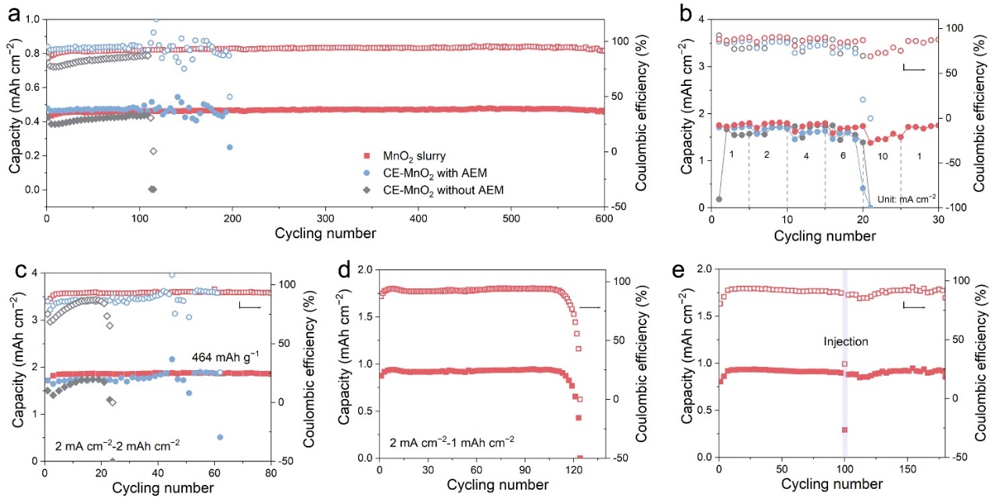 a
1.0
0.8
0.6
0.4
0.2
0.0
Capacity (mAh cm⁻²)
100
50
0
-50
Coulombic efficiency (%)
MnO₂ slurry
CE-MnO₂ with AEM
CE-MnO₂ without AEM
0 100 200 300 400 500 600
Cycling number
b
4
3
2
1
0
Capacity (mAh cm⁻²)
100
50
0
-50
-100
Coulombic efficiency (%)
1 2 4 6 10 1
Unit: mA cm⁻²
0 10 20 30
Cycling number
c
4
3
2
1
0
Capacity (mAh cm⁻²)
100
50
0
-50
Coulombic efficiency (%)
464 mAh g⁻¹
2 mA cm⁻²-2 mAh cm⁻²
0 20 40 60 80
Cycling number
d
2.0
1.5
1.0
0.5
0.0
Capacity (mAh cm⁻²)
100
50
0
-50
Coulombic efficiency (%)
2 mA cm⁻²-1 mAh cm⁻²
0 30 60 90 120
Cycling number
e
2.0
1.5
1.0
0.5
0.0
Capacity (mAh cm⁻²)
100
50
0
-50
Coulombic efficiency (%)
Injection
0 50 100 150
Cycling number